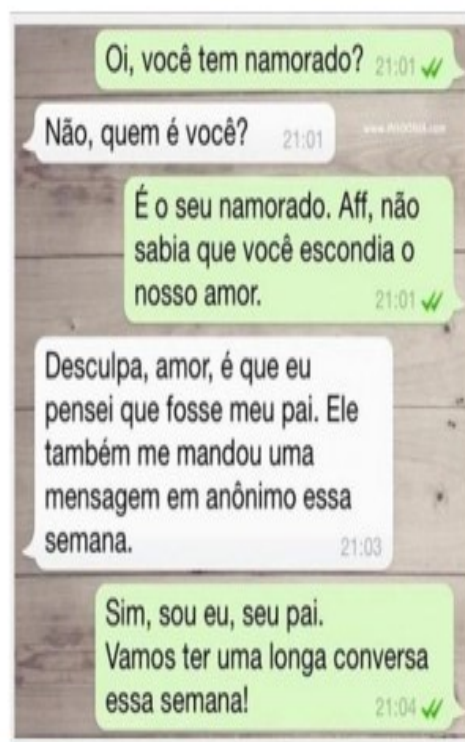 Oi, você tem namorado? 21:01
Não, quem é você? 21:01
É o seu namorado. Aff, não
sabia que você escondia o
nosso amor. 21:01
Desculpa, amor, é que eu
pensei que fosse meu pai. Ele
também me mandou uma
mensagem em anônimo essa
semana. 21:03
Sim, sou eu, seu pai.
Vamos ter uma longa conversa
essa semana! 21:04